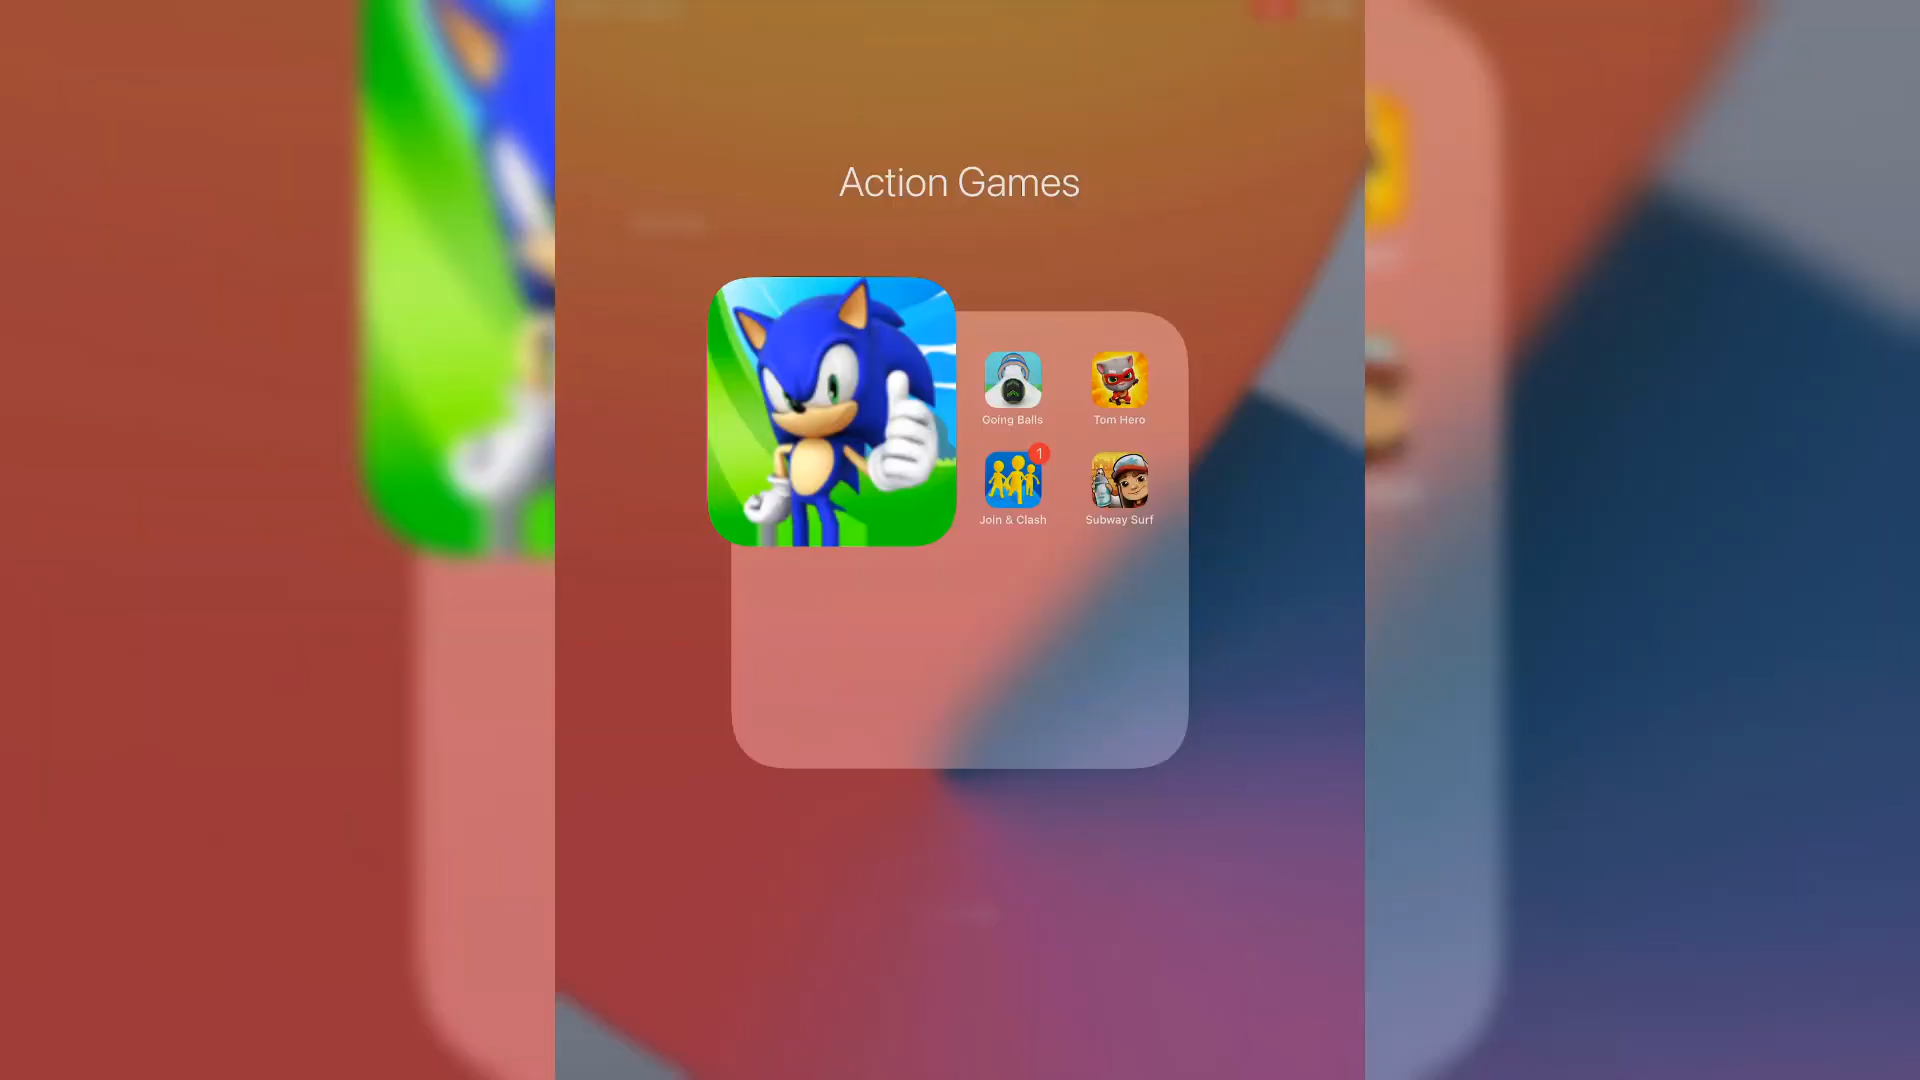 Action Games
Going Balls
Tom Hero
1
Join & Clash
Subway Surf